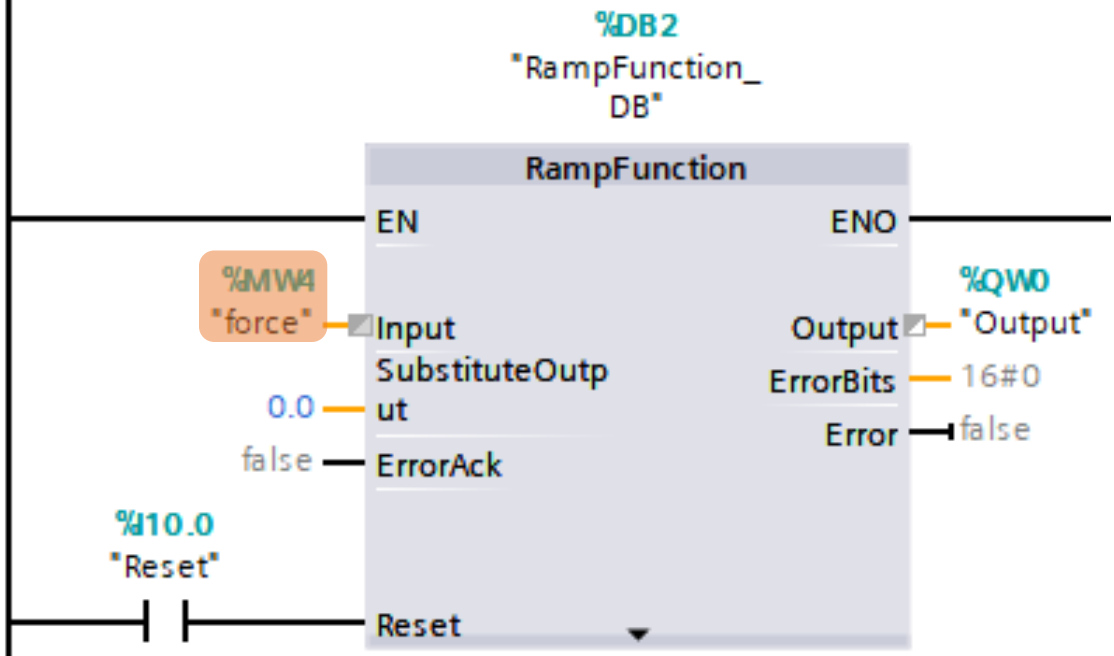 %DB2
"RampFunction_
DB"
RampFunction
EN
ENO
%MW4
"force"
Input
Output
%QW0
"Output"
SubstituteOutp
ut
0.0
ErrorBits
16#0
false
ErrorAck
Error
false
%I10.0
"Reset"
Reset